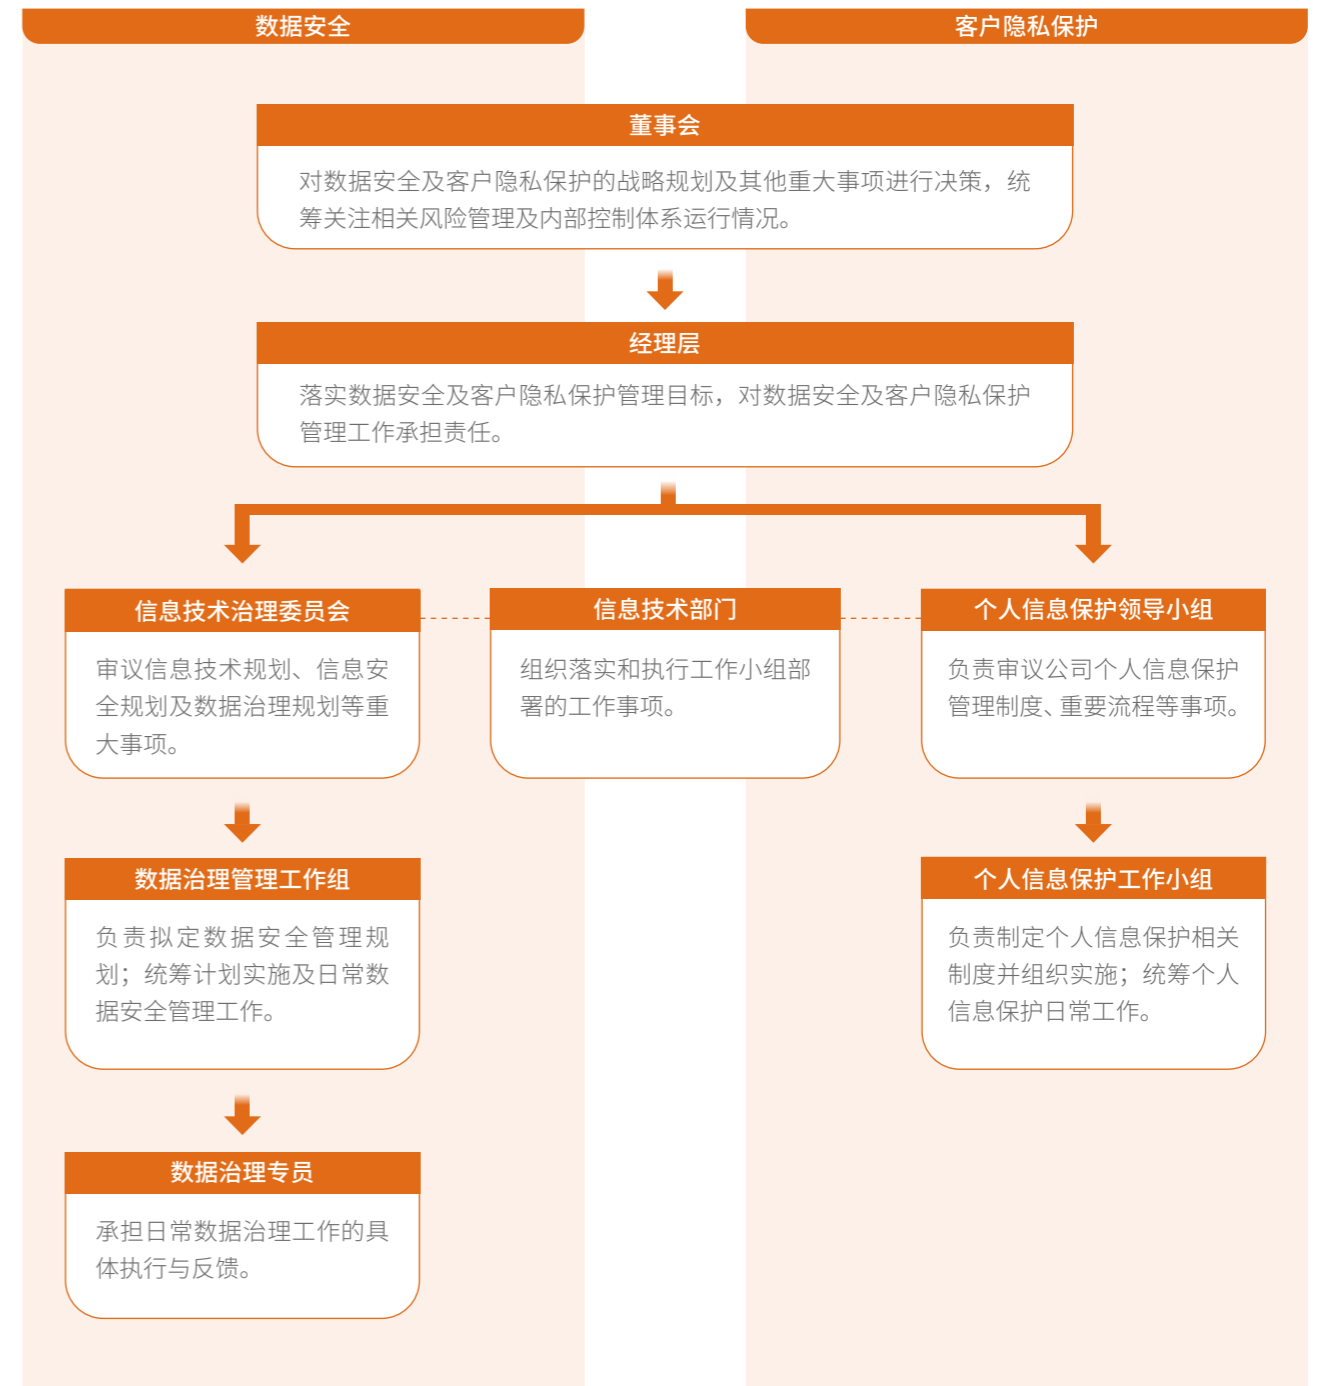 数据安全
客户隐私保护
董事会
对数据安全及客户隐私保护的战略规划及其他重大事项进行决策，统
筹关注相关风险管理及内部控制体系运行情况。
经理层
落实数据安全及客户隐私保护管理目标，对数据安全及客户隐私保护
管理工作承担责任。
信息技术治理委员会
审议信息技术规划、信息安
全规划及数据治理规划等重
大事项。
信息技术部门
组织落实和执行工作小组部
署的工作事项。
个人信息保护领导小组
负责审议公司个人信息保护
管理制度、重要流程等事项。
数据治理管理工作组
负责拟定数据安全管理规
划；统筹计划实施及日常数
据安全管理工作。
个人信息保护工作小组
负责制定个人信息保护相关
制度并组织实施；统筹个人
信息保护日常工作。
数据治理专员
承担日常数据治理工作的具
体执行与反馈。